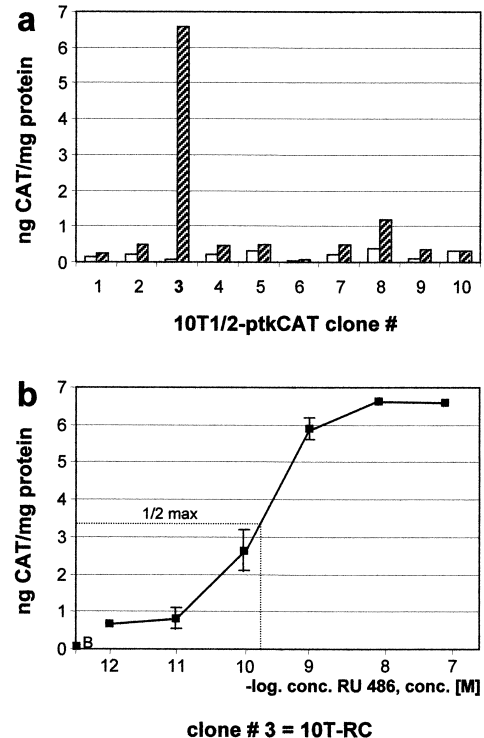 a
ng CAT/mg protein
7
6
5
4
3
2
1
0
1 2 3 4 5 6 7 8 9 10
10T1/2-ptkCAT clone #
b
ng CAT/mg protein
7
6
5
4
3
2
1
0
1/2 max
B
12 11 10 9 8 7
-log. conc. RU 486, conc. [M]
clone # 3 = 10T-RC